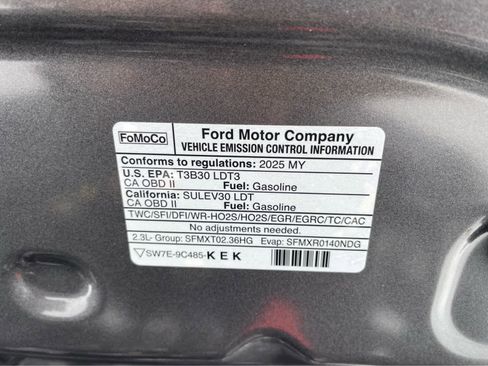 FoMoCo
Ford Motor Company
VEHICLE EMISSION CONTROL INFORMATION
Conforms to regulations: 2025 MY
U.S. EPA: T3B30 LDT3
CA OBD II Fuel: Gasoline
California: SULEV30 LDT
CA OBD II Fuel: Gasoline
TWC/SFI/DFI/WR-HO2S/HO2S/EGR/EGRC/TC/CAC
No adjustments needed.
2.3L- Group: SFMXT02.36HG Evap: SFMXR0140NDG
SW7E-9C485-KEK